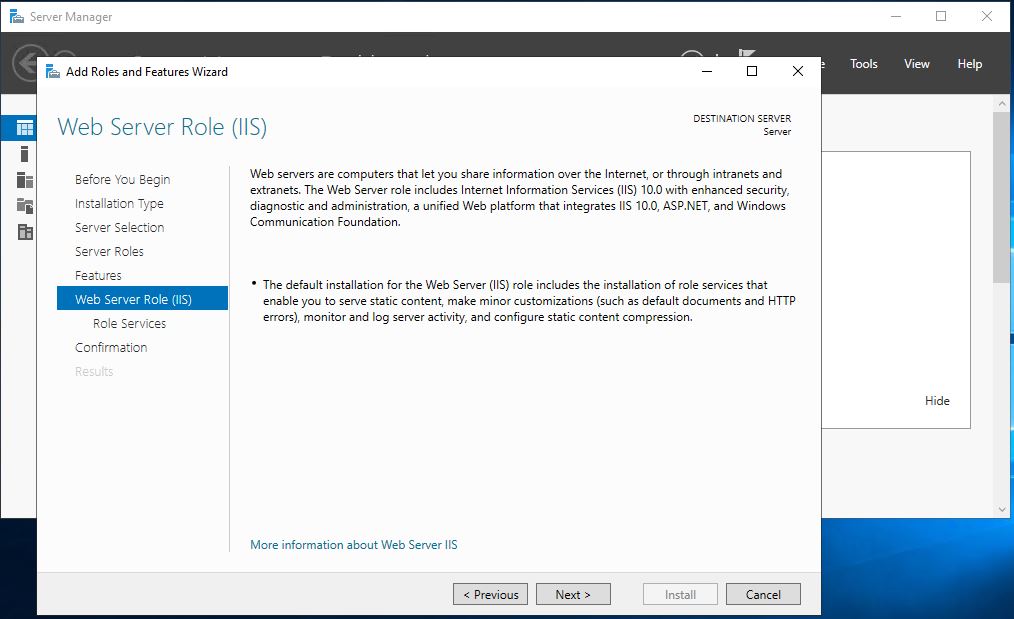 Server Manager
Tools View Help
Add Roles and Features Wizard
Web Server Role (IIS)
DESTINATION SERVER
Server
Before You Begin
Installation Type
Server Selection
Server Roles
Features
Web Server Role (IIS)
Role Services
Confirmation
Results
Web servers are computers that let you share information over the Internet, or through intranets and
extranets. The Web Server role includes Internet Information Services (IIS) 10.0 with enhanced security,
diagnostic and administration, a unified Web platform that integrates IIS 10.0, ASP.NET, and Windows
Communication Foundation.
• The default installation for the Web Server (IIS) role includes the installation of role services that
enable you to serve static content, make minor customizations (such as default documents and HTTP
errors), monitor and log server activity, and configure static content compression.
More information about Web Server IIS
Hide
< Previous Next > Install Cancel